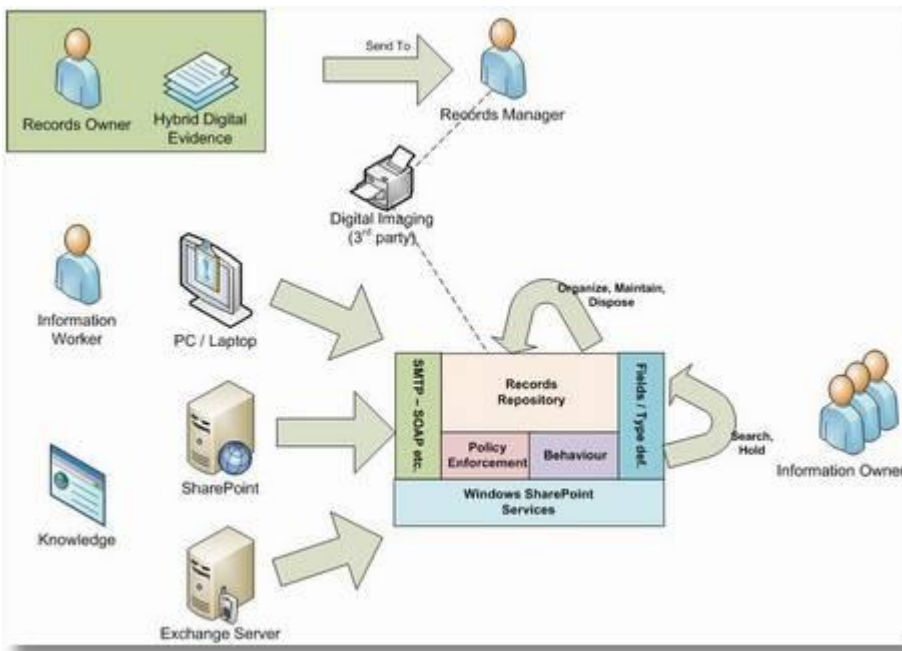 Send To
Records Owner
Hybrid Digital
Evidence
Records Manager
Digital Imaging
(3rd party)
Information
Worker
PC / Laptop
Organize, Maintain,
Dispose
SMTP – SOAP etc.
Records
Repository
Fields / Type def.
Policy
Enforcement
Behaviour
Windows SharePoint
Services
Search,
Hold
Information Owner
SharePoint
Knowledge
Exchange Server